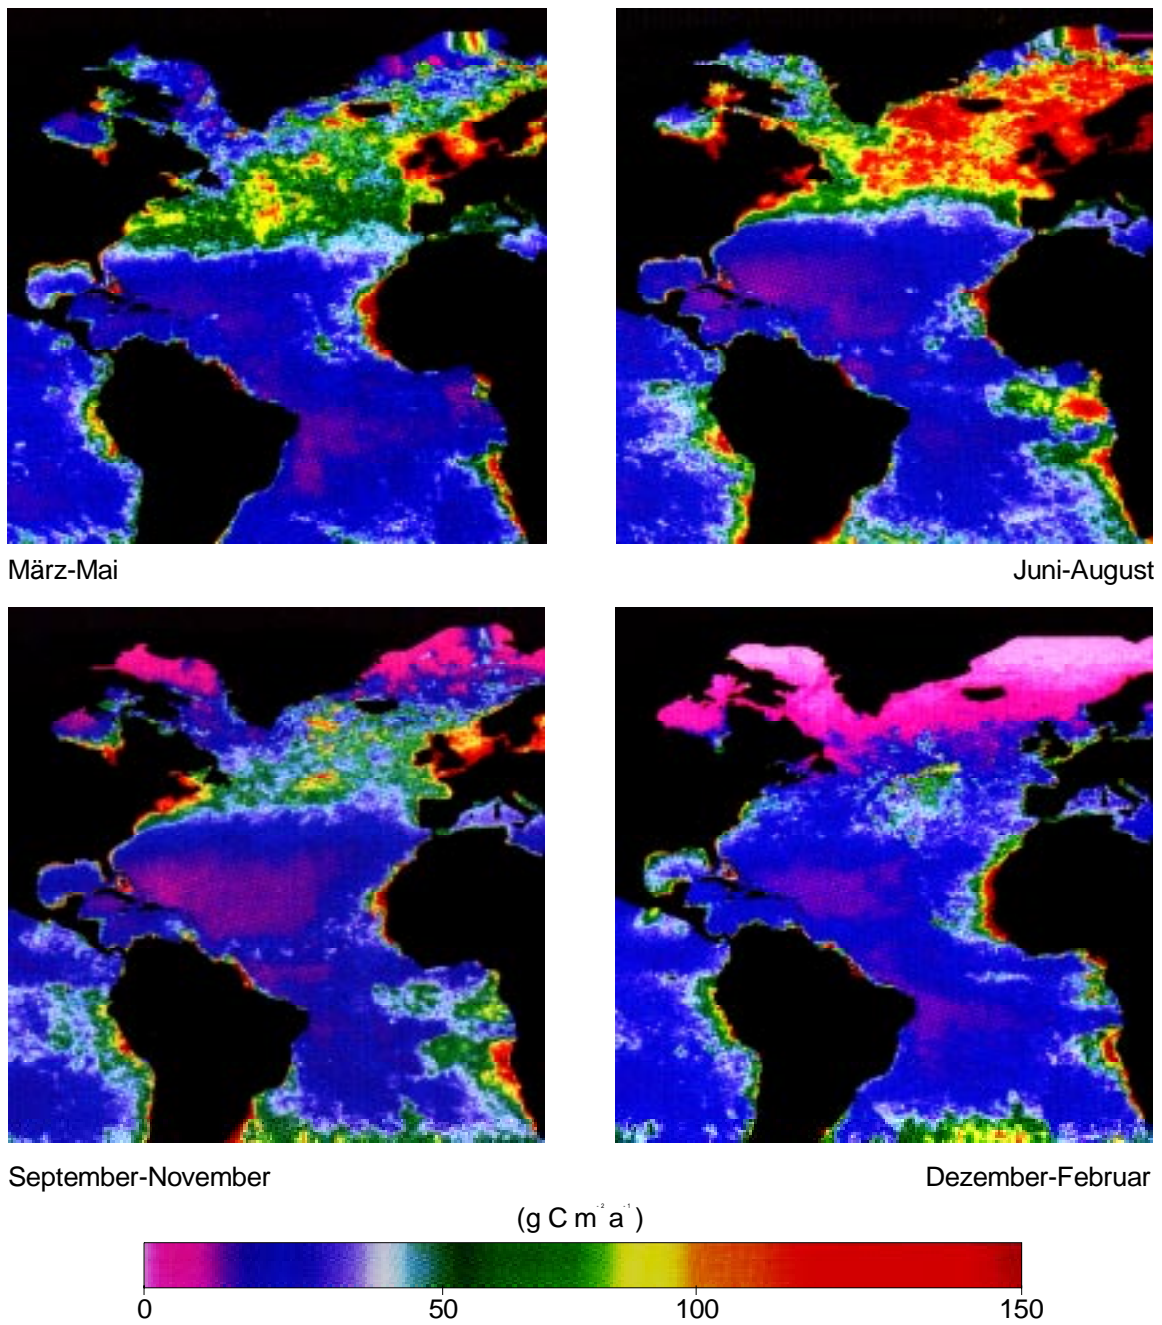 März-Mai
Juni-August
September-November
Dezember-Februar
(g C m⁻² a⁻¹)
0
50
100
150